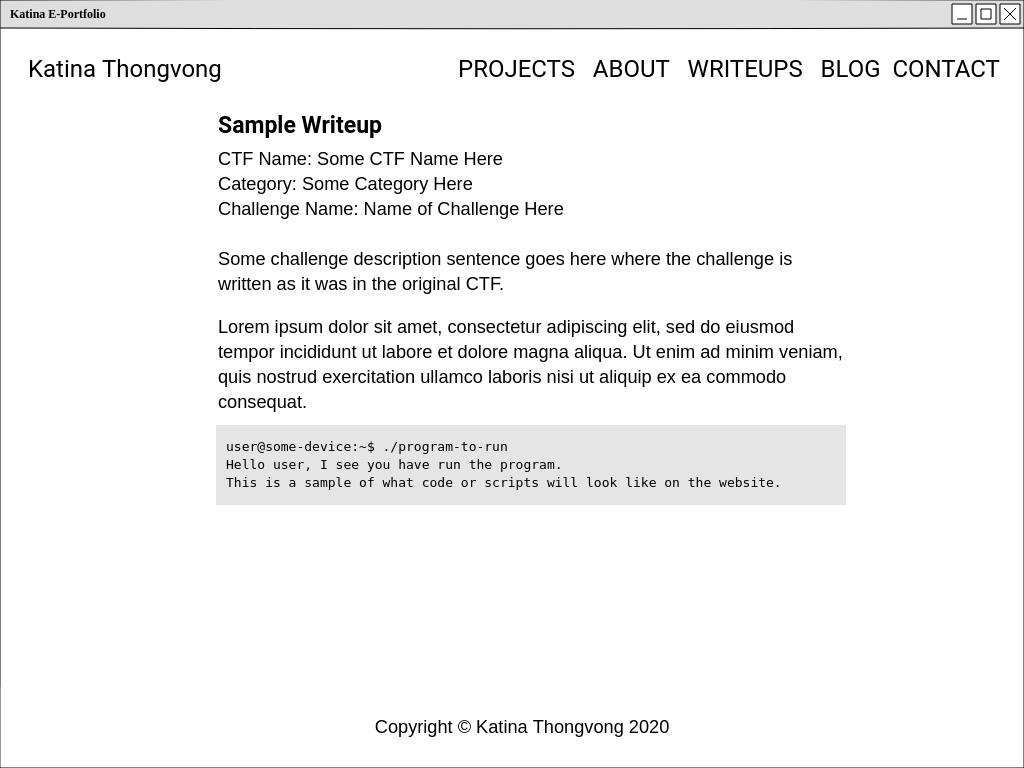 Katina E-Portfolio
Katina Thongvong PROJECTS ABOUT WRITEUPS BLOG CONTACT
Sample Writeup
CTF Name: Some CTF Name Here
Category: Some Category Here
Challenge Name: Name of Challenge Here
Some challenge description sentence goes here where the challenge is
written as it was in the original CTF.
Lorem ipsum dolor sit amet, consectetur adipiscing elit, sed do eiusmod
tempor incididunt ut labore et dolore magna aliqua. Ut enim ad minim veniam,
quis nostrud exercitation ullamco laboris nisi ut aliquip ex ea commodo
consequat.
user@some-device:~$ ./program-to-run
Hello user, I see you have run the program.
This is a sample of what code or scripts will look like on the website.
Copyright © Katina Thongvong 2020